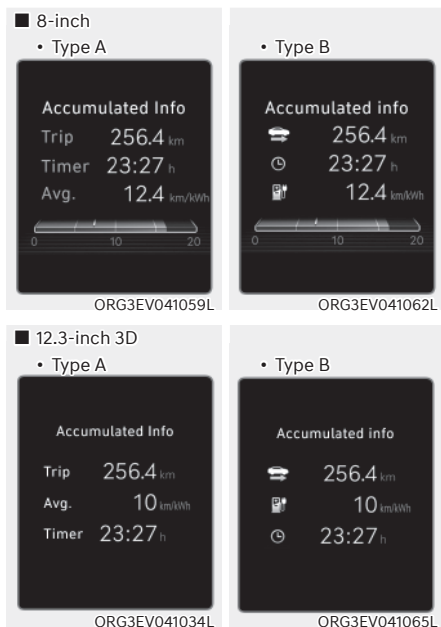 ■ 8-inch
• Type A
Accumulated Info
Trip 256.4 km
Timer 23:27 h
Avg. 12.4 km/kWh
0 10 20
ORG3EV041059L
• Type B
Accumulated info
256.4 km
23:27 h
12.4 km/kWh
0 10 20
ORG3EV041062L
■ 12.3-inch 3D
• Type A
Accumulated Info
Trip 256.4 km
Avg. 10 km/kWh
Timer 23:27 h
ORG3EV041034L
• Type B
Accumulated info
256.4 km
10 km/kWh
23:27 h
ORG3EV041065L